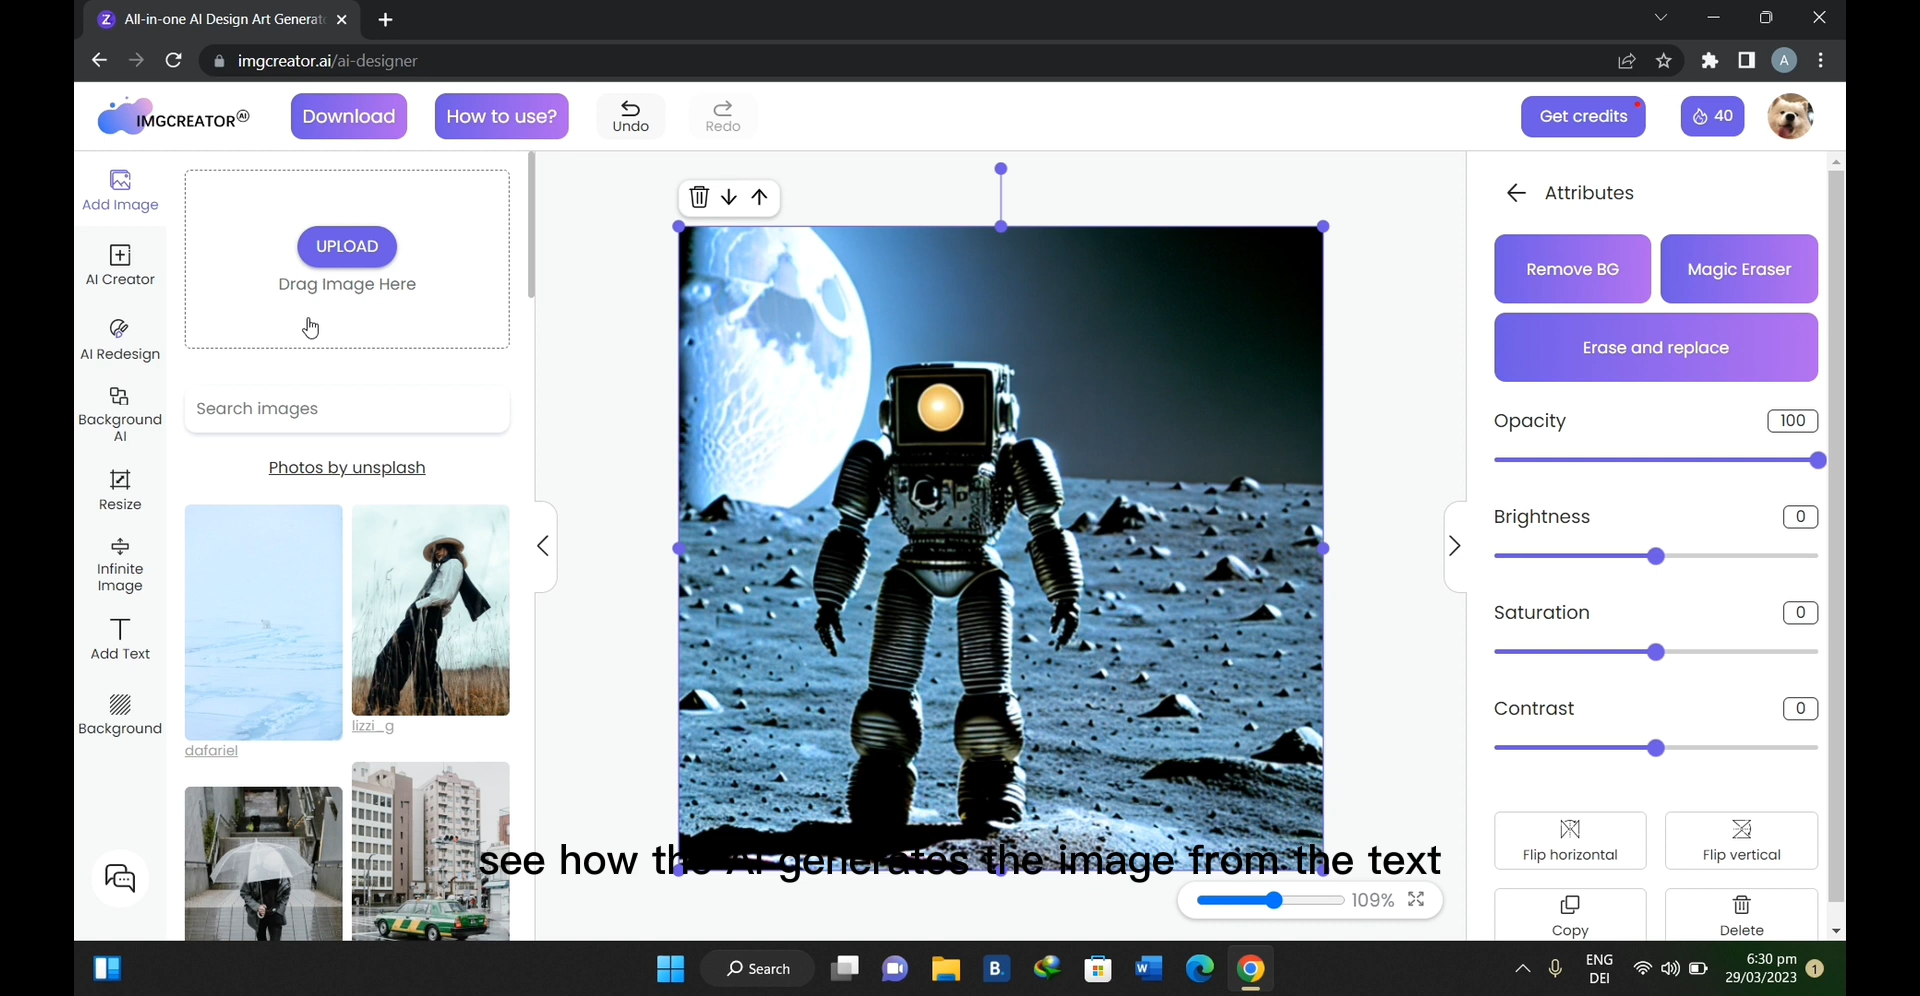 All-in-one AI Design Art Generat
imgcreator.ai/ai-designer
A
IMGCREATOR AI
Download
How to use?
Undo
Redo
Get credits
40
Add Image
AI Creator
AI Redesign
Background
AI
Resize
Infinite
Image
Add Text
Background
UPLOAD
Drag Image Here
Search images
Photos by unsplash
dafariel
lizzi_g
Attributes
Remove BG
Magic Eraser
Erase and replace
Opacity
100
Brightness
0
Saturation
0
Contrast
0
Flip horizontal
Flip vertical
Copy
Delete
see how the AI generates the image from the text
109%
Search
B.
W
ENG
DEI
6:30 pm
29/03/2023
1